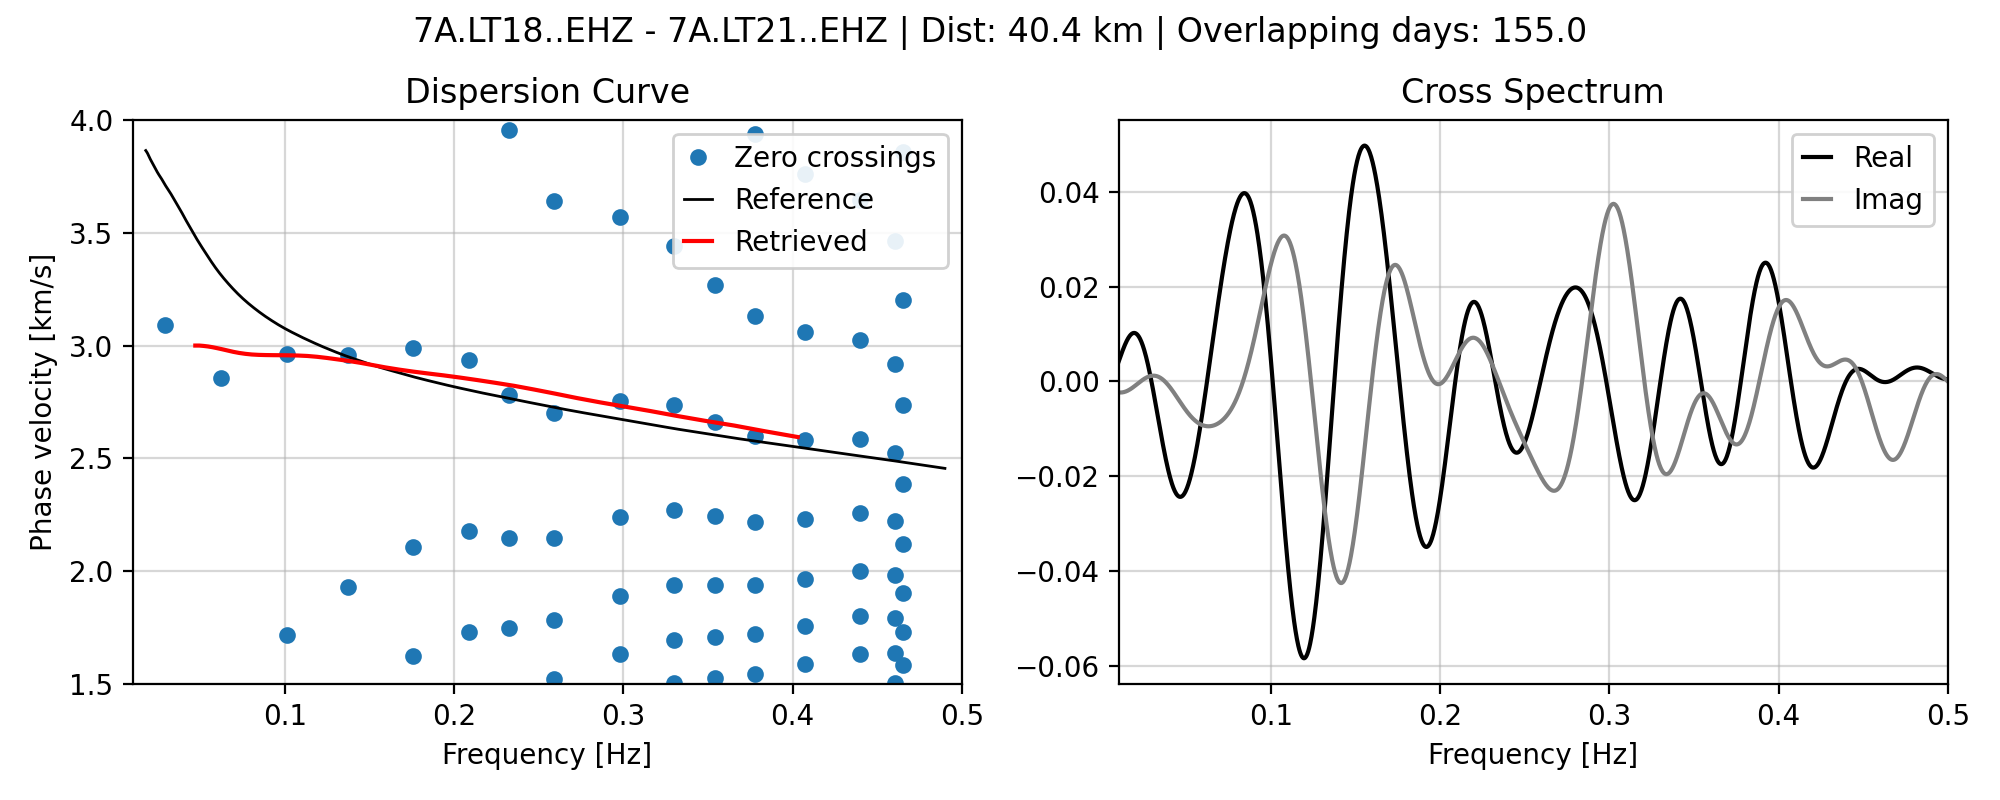 7A.LT18..EHZ - 7A.LT21..EHZ | Dist: 40.4 km | Overlapping days: 155.0
Dispersion Curve
4.0
3.5
3.0
2.5
2.0
1.5
Phase velocity [km/s]
0.1
0.2
0.3
0.4
0.5
Frequency [Hz]
Zero crossings
Reference
Retrieved
Cross Spectrum
0.04
0.02
0.00
−0.02
−0.04
−0.06
0.1
0.2
0.3
0.4
0.5
Frequency [Hz]
Real
Imag